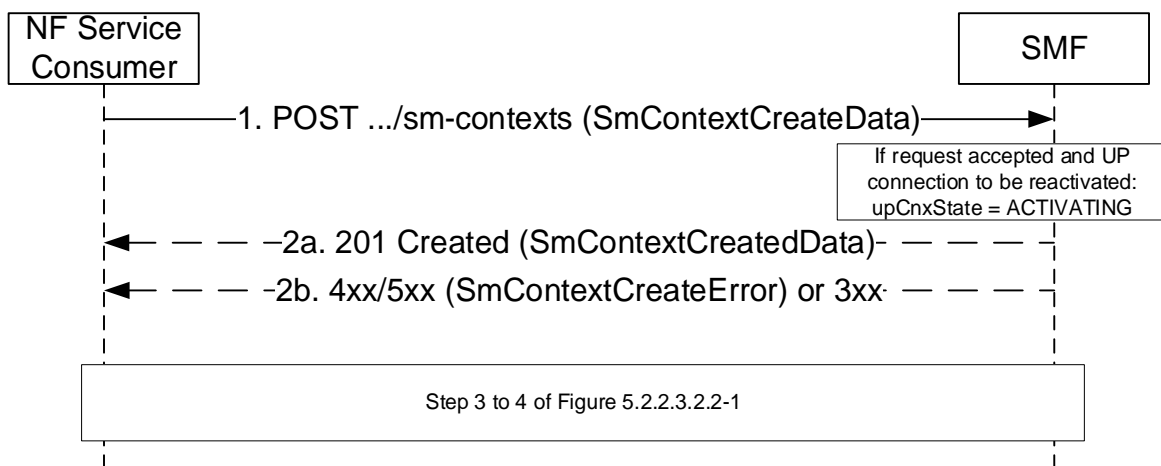 NF Service
Consumer
SMF
1. POST .../sm-contexts (SmContextCreateData)
If request accepted and UP
connection to be reactivated:
upCnxState = ACTIVATING
2a. 201 Created (SmContextCreatedData)
2b. 4xx/5xx (SmContextCreateError) or 3xx
Step 3 to 4 of Figure 5.2.2.3.2.2-1